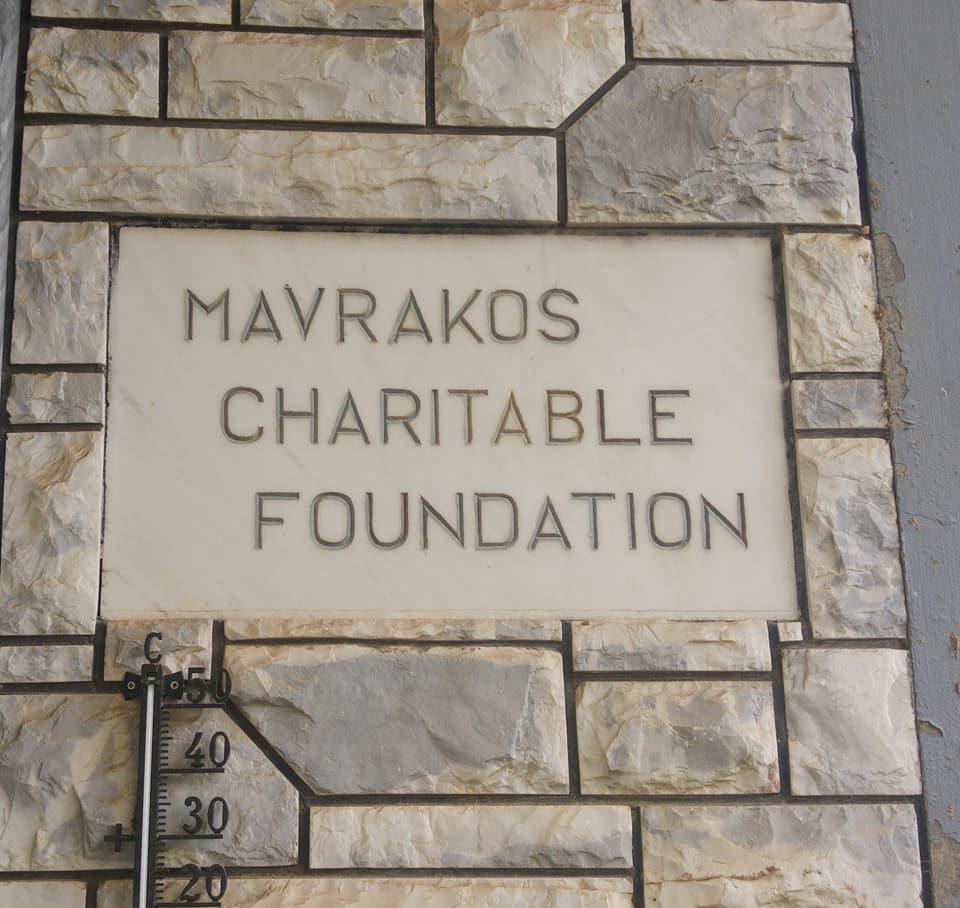 MAVRAKOS
CHARITABLE
FOUNDATION
C
50
40
30
+
20